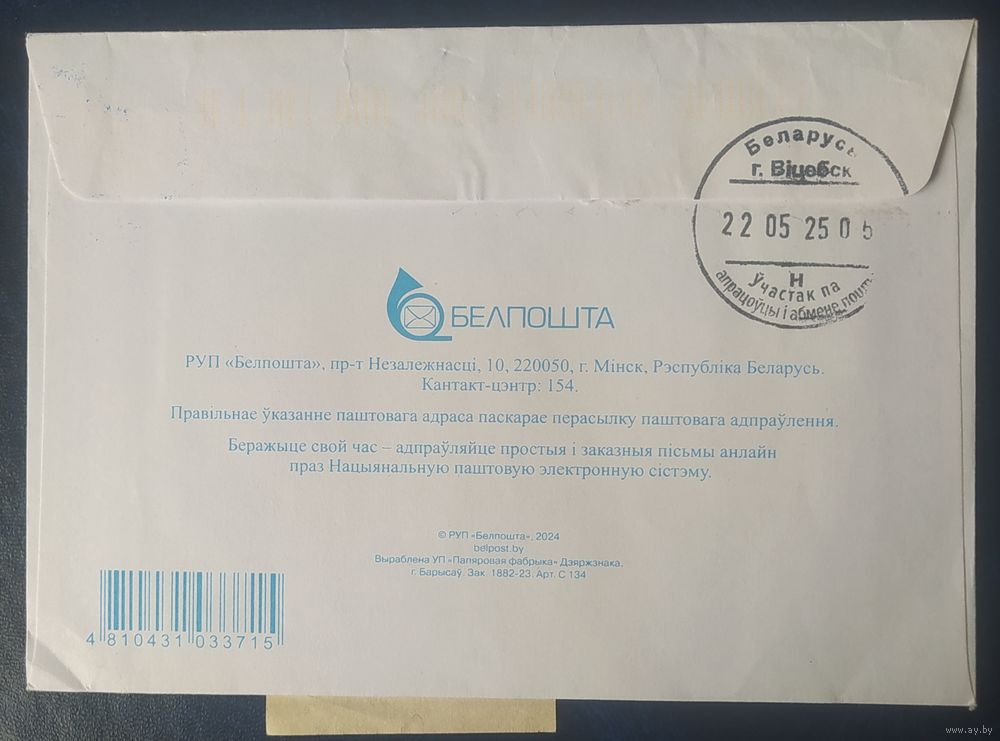 Беларусь
г. Віцебск
22 05 25 0
Н
Ўчастак па
апрацоўцы і абмене пошты
БЕЛПОШТА
РУП «Белпошта», пр-т Незалежнасці, 10, 220050, г. Мінск, Рэспубліка Беларусь.
Кантакт-цэнтр: 154.
Правільнае ўказанне паштовага адраса паскарае перасылку паштовага адпраўлення.
Беражыце свой час – адпраўляйце простыя і заказныя пісьмы анлайн
праз Нацыянальную паштовую электронную сістэму.
© РУП «Белпошта», 2024
belpost.by
Выраблена УП «Папяровая фабрыка» Дзяржзнака.
г. Барысаў. Зак. 1882-23. Арт. С 134
4 810431 033715
www.ay.by